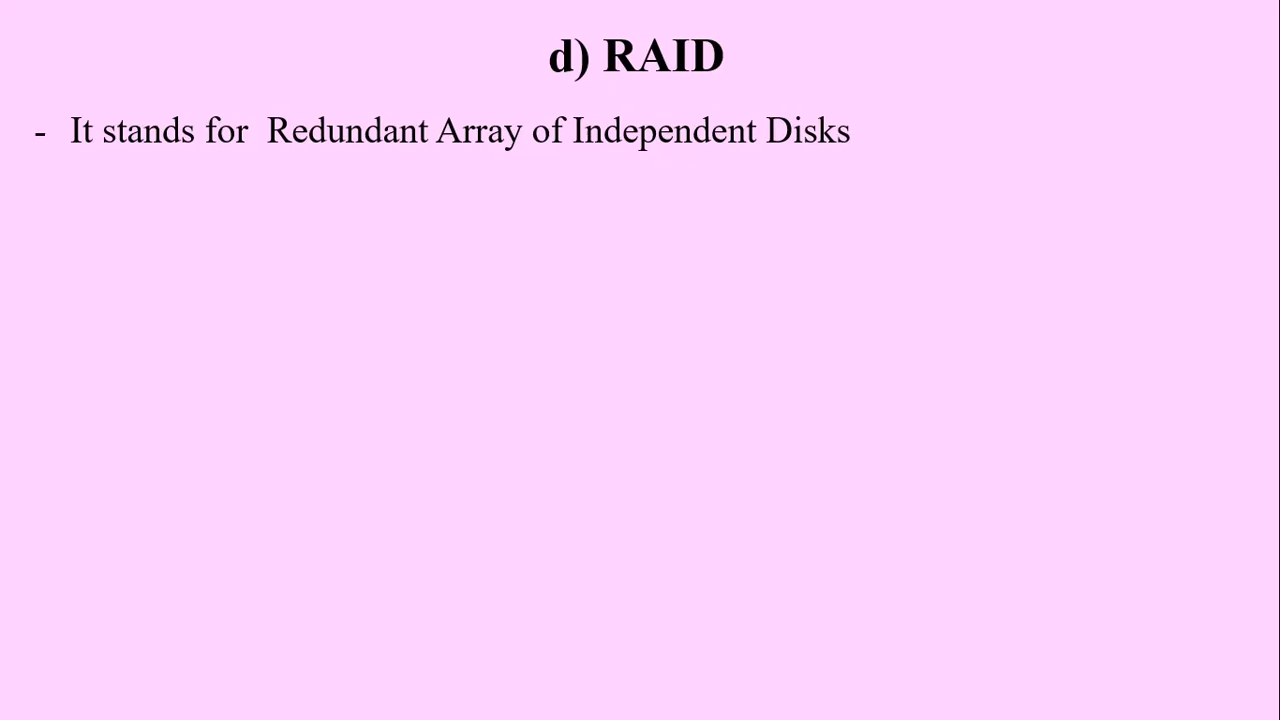 d) RAID
- It stands for  Redundant Array of Independent Disks